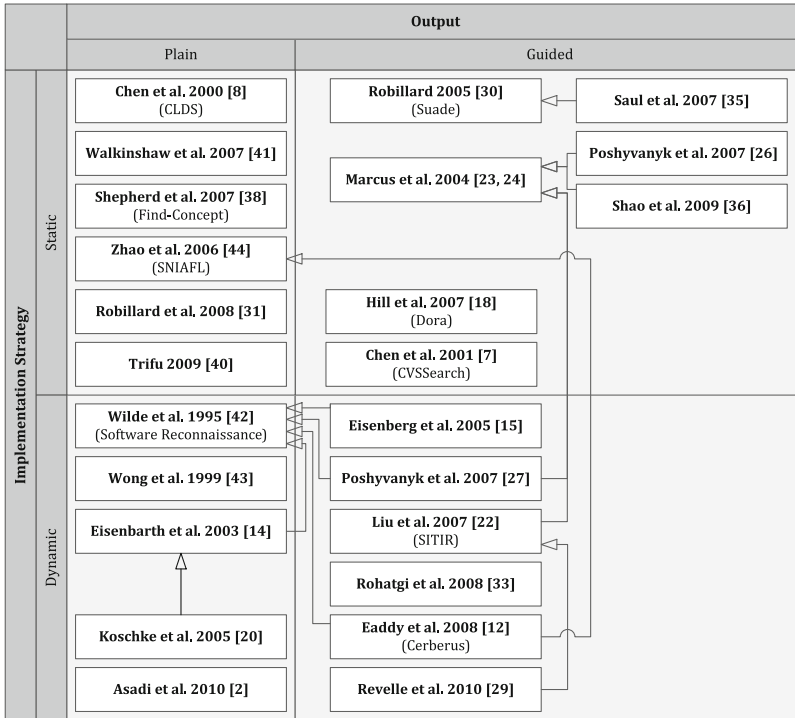 Output
Plain
Guided
Implementation Strategy
Static
Chen et al. 2000 [8]
(CLDS)
Robillard 2005 [30]
(Suade)
Saul et al. 2007 [35]
Walkinshaw et al. 2007 [41]
Marcus et al. 2004 [23, 24]
Poshyvanyk et al. 2007 [26]
Shepherd et al. 2007 [38]
(Find-Concept)
Shao et al. 2009 [36]
Zhao et al. 2006 [44]
(SNIAFL)
Robillard et al. 2008 [31]
Hill et al. 2007 [18]
(Dora)
Trifu 2009 [40]
Chen et al. 2001 [7]
(CVSSearch)
Dynamic
Wilde et al. 1995 [42]
(Software Reconnaissance)
Eisenberg et al. 2005 [15]
Wong et al. 1999 [43]
Poshyvanyk et al. 2007 [27]
Eisenbarth et al. 2003 [14]
Liu et al. 2007 [22]
(SITIR)
Rohatgi et al. 2008 [33]
Koschke et al. 2005 [20]
Eaddy et al. 2008 [12]
(Cerberus)
Asadi et al. 2010 [2]
Revelle et al. 2010 [29]